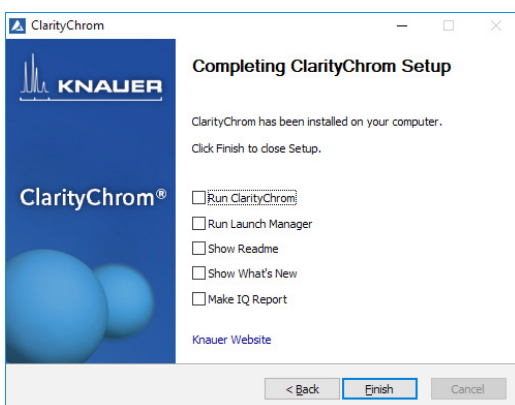 ClarityChrom
KNAUER
ClarityChrom®
Completing ClarityChrom Setup
ClarityChrom has been installed on your computer.
Click Finish to close Setup.
Run ClarityChrom
Run Launch Manager
Show Readme
Show What's New
Make IQ Report
Knauer Website
< Back
Finish
Cancel